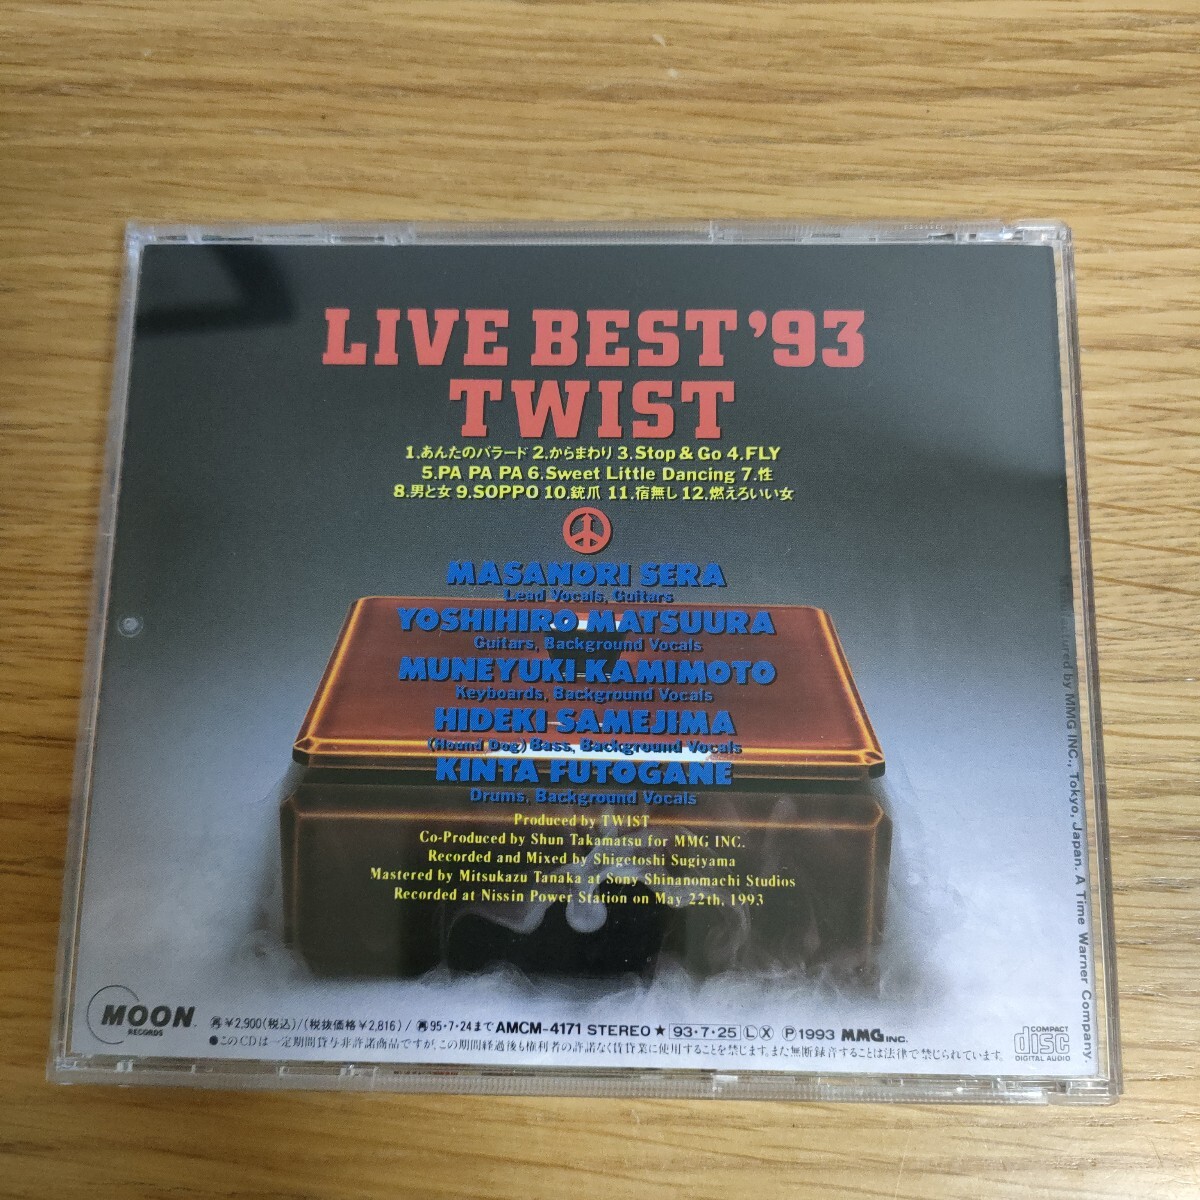 LIVE BEST '93
TWIST
1.あんたのバラード 2.からまわり 3.Stop & Go 4.FLY
5.PA PA PA 6.Sweet Little Dancing 7.性
8.男と女 9.SOPPO 10.銃爪 11.宿無し 12.燃えろいい女
MASANORI SERA
Lead Vocals, Guitars
YOSHIHIRO MATSUURA
Guitars, Background Vocals
MUNEYUKI KAMIMOTO
Keyboards, Background Vocals
HIDEKI SAMEJIMA
(Hound Dog) Bass, Background Vocals
KINTA FUTOGANE
Drums, Background Vocals
Produced by TWIST
Co-Produced by Shun Takamatsu for MMG INC.
Recorded and Mixed by Shigetoshi Sugiyama
Mastered by Mitsukazu Tanaka at Sony Shinanomachi Studios
Recorded at Nissin Power Station on May 22th, 1993
by MMG INC., Tokyo, Japan. A Time Warner Company.
MOON
RECORDS
再￥2,900(税込)/(税抜価格￥2,816)/再95・7・24まで AMCM-4171 STEREO ★ 93・7・25 L X Ⓟ1993 MMG INC.
●このCDは一定期間貸与非許諾商品ですが、この期間経過後も権利者の許諾なく賃貸業に使用することを禁じます。また無断録音することは法律で禁じられています。
COMPACT
disc
DIGITAL AUDIO